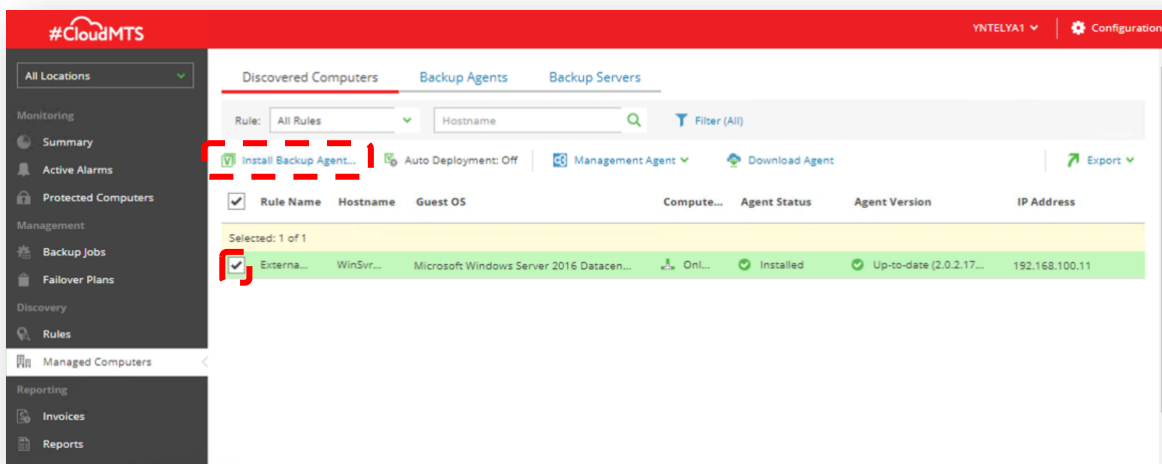 #CloudMTS
YNTELYA1
Configuration
All Locations
Monitoring
Summary
Active Alarms
Protected Computers
Management
Backup Jobs
Failover Plans
Discovery
Rules
Managed Computers
Reporting
Invoices
Reports
Discovered Computers Backup Agents Backup Servers
Rule: All Rules Hostname Filter (All)
Install Backup Agent... Auto Deployment: Off Management Agent Download Agent Export
Rule Name Hostname Guest OS Compute... Agent Status Agent Version IP Address
Selected: 1 of 1
Externa... WinSvr... Microsoft Windows Server 2016 Datacen... Onl... Installed Up-to-date (2.0.2.17... 192.168.100.11